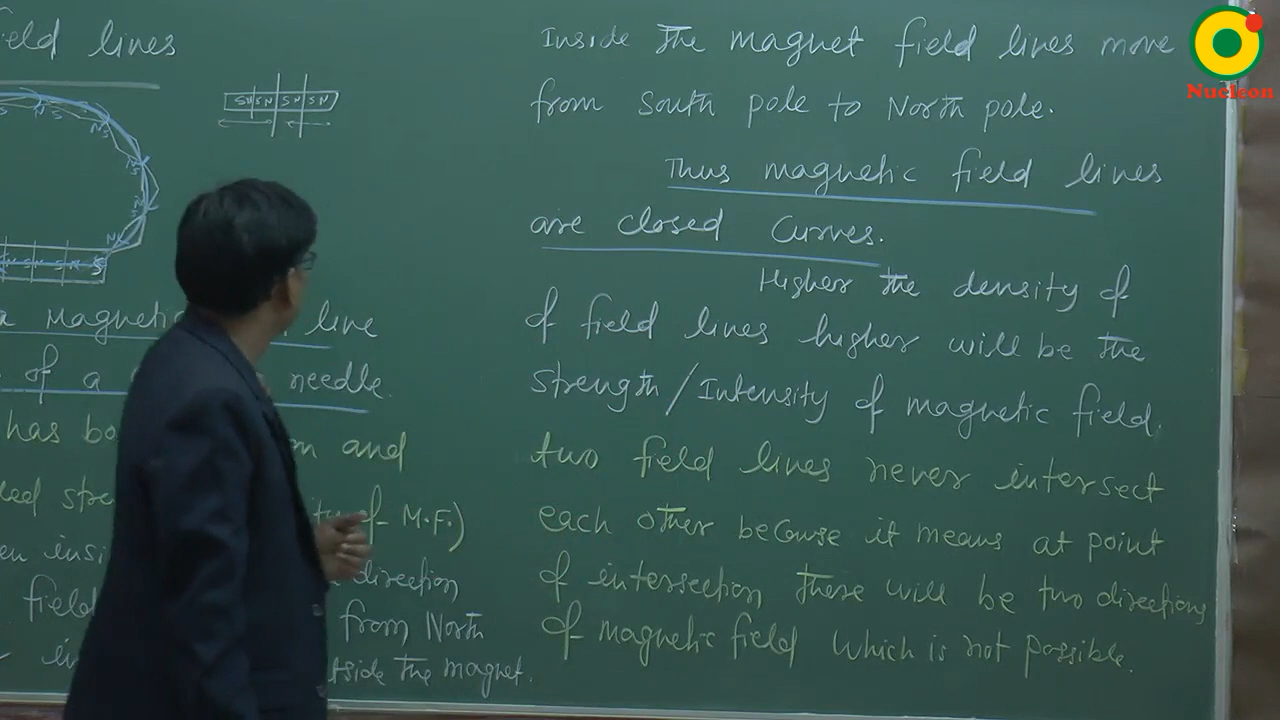 field lines
S N S N S N S N
N S
N S
N S
N
S
S N S
a Magnetic line
of a needle.
has bo and
M.F.)
direction
field from North
the magnet.
Inside the magnet field lines move
from South pole to North pole.
Thus magnetic field lines
are closed Curves.
Higher the density of
of field lines higher will be the
Strength/Intensity of magnetic field.
two field lines never intersect
each other because it means at point
of intersection there will be two directions
of magnetic field which is not possible.
Nucleon